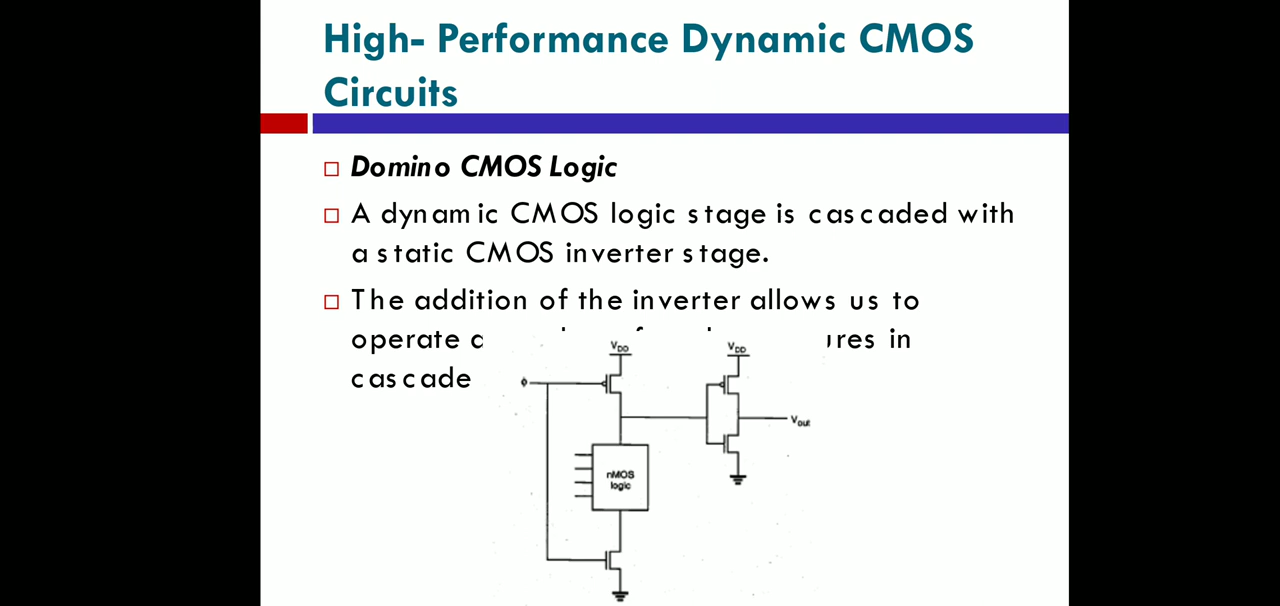 High- Performance Dynamic CMOS
Circuits
Domino CMOS Logic
A dynamic CMOS logic stage is cascaded with
a static CMOS inverter stage.
The addition of the inverter allows us to
operate in
cascade
VDD
VDD
ϕ
Vout
nMOS
logic